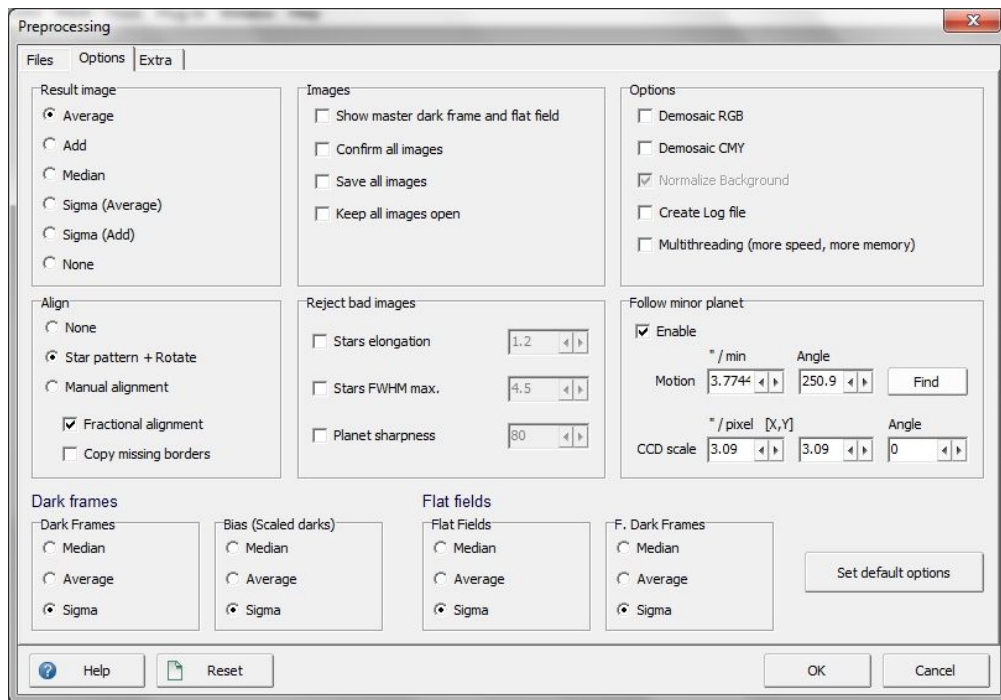 Preprocessing
Files Options Extra
Result image
Average
Add
Median
Sigma (Average)
Sigma (Add)
None
Images
Show master dark frame and flat field
Confirm all images
Save all images
Keep all images open
Options
Demosaic RGB
Demosaic CMY
Normalize Background
Create Log file
Multithreading (more speed, more memory)
Align
None
Star pattern + Rotate
Manual alignment
Fractional alignment
Copy missing borders
Reject bad images
Stars elongation 1.2
Stars FWHM max. 4.5
Planet sharpness 80
Follow minor planet
Enable
" / min Angle
Motion 3.7744 250.9 Find
" / pixel [X,Y] Angle
CCD scale 3.09 3.09 0
Dark frames
Dark Frames
Median
Average
Sigma
Bias (Scaled darks)
Median
Average
Sigma
Flat fields
Flat Fields
Median
Average
Sigma
F. Dark Frames
Median
Average
Sigma
Set default options
Help Reset OK Cancel